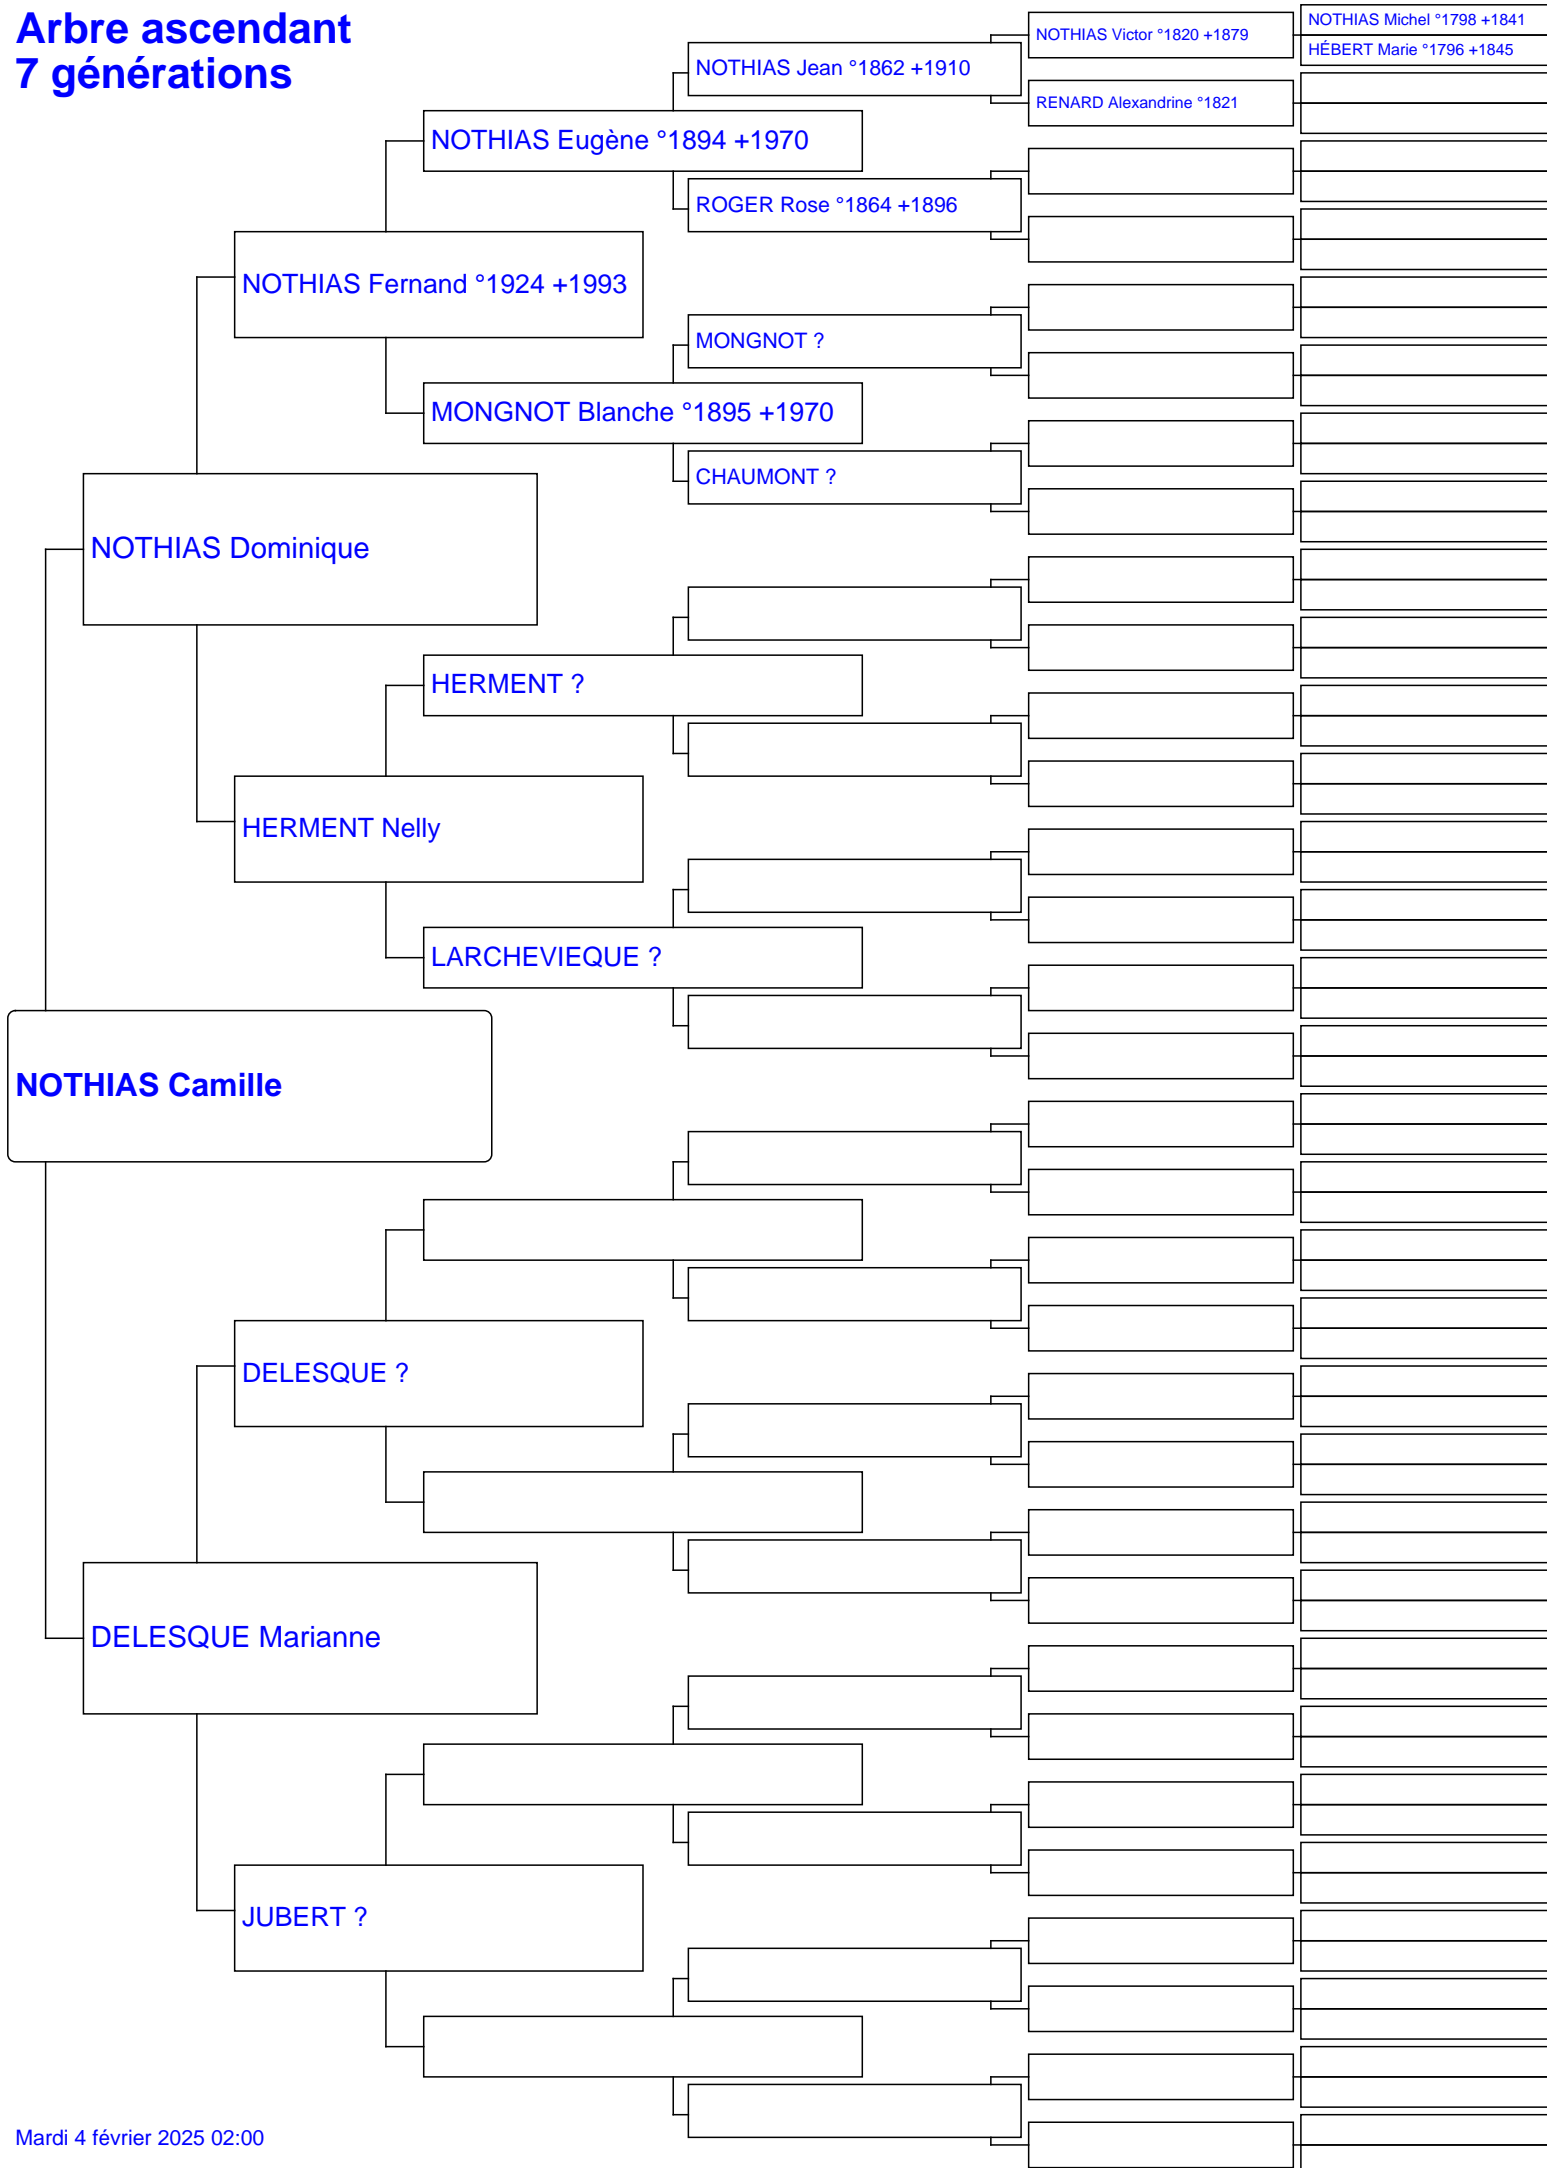 Arbre ascendant
7 générations
NOTHIAS Michel °1798 +1841
NOTHIAS Victor °1820 +1879
HÉBERT Marie °1796 +1845
NOTHIAS Jean °1862 +1910
RENARD Alexandrine °1821
NOTHIAS Eugène °1894 +1970
ROGER Rose °1864 +1896
NOTHIAS Fernand °1924 +1993
MONGNOT ?
MONGNOT Blanche °1895 +1970
CHAUMONT ?
NOTHIAS Dominique
HERMENT ?
HERMENT Nelly
LARCHEVIEQUE ?
NOTHIAS Camille
DELESQUE ?
DELESQUE Marianne
JUBERT ?
Mardi 4 février 2025 02:00